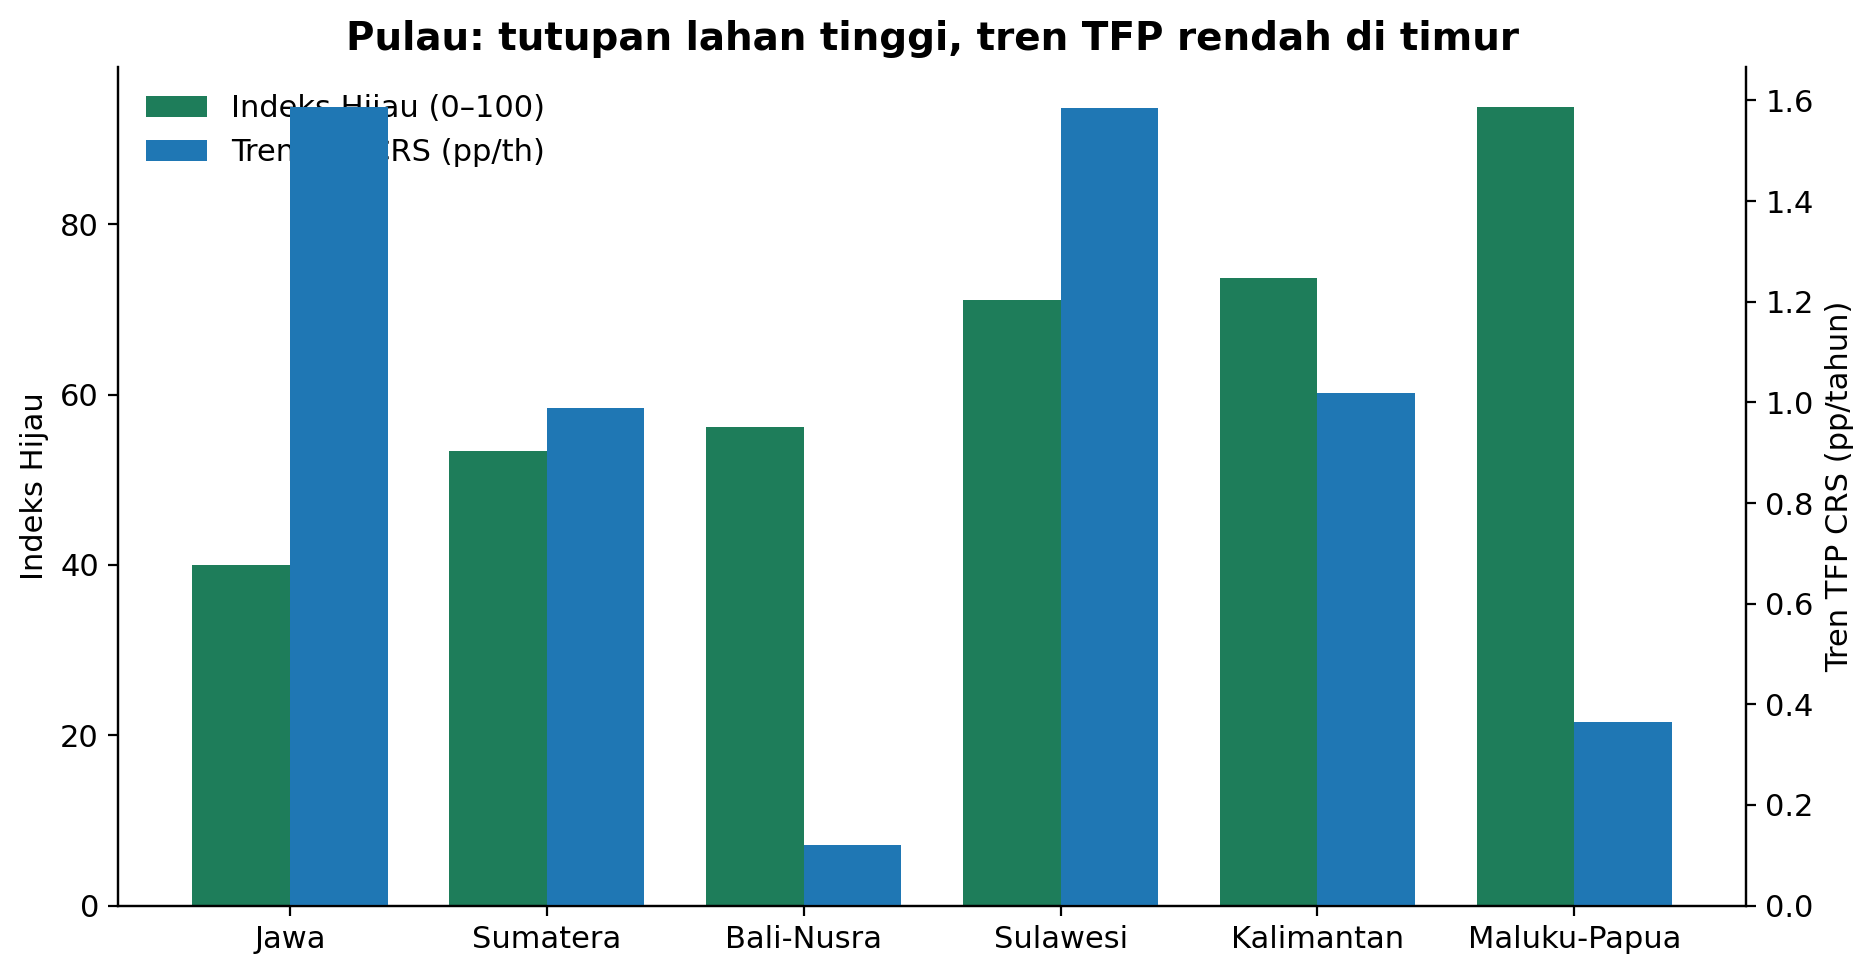 Pulau: tutupan lahan tinggi, tren TFP rendah di timur
Indeks Hijau (0–100)
Tren CRS (pp/th)
Indeks Hijau
80
60
40
20
0
1.6
1.4
1.2
1.0
0.8
0.6
0.4
0.2
0.0
Tren TFP CRS (pp/tahun)
Jawa
Sumatera
Bali-Nusra
Sulawesi
Kalimantan
Maluku-Papua